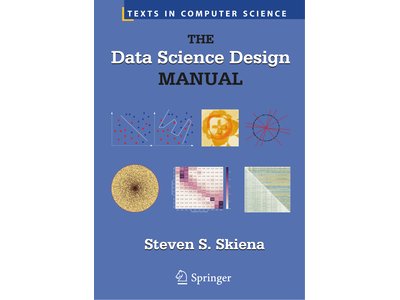 TEXTS IN COMPUTER SCIENCE
THE
Data Science Design
MANUAL
Steven S. Skiena
Springer